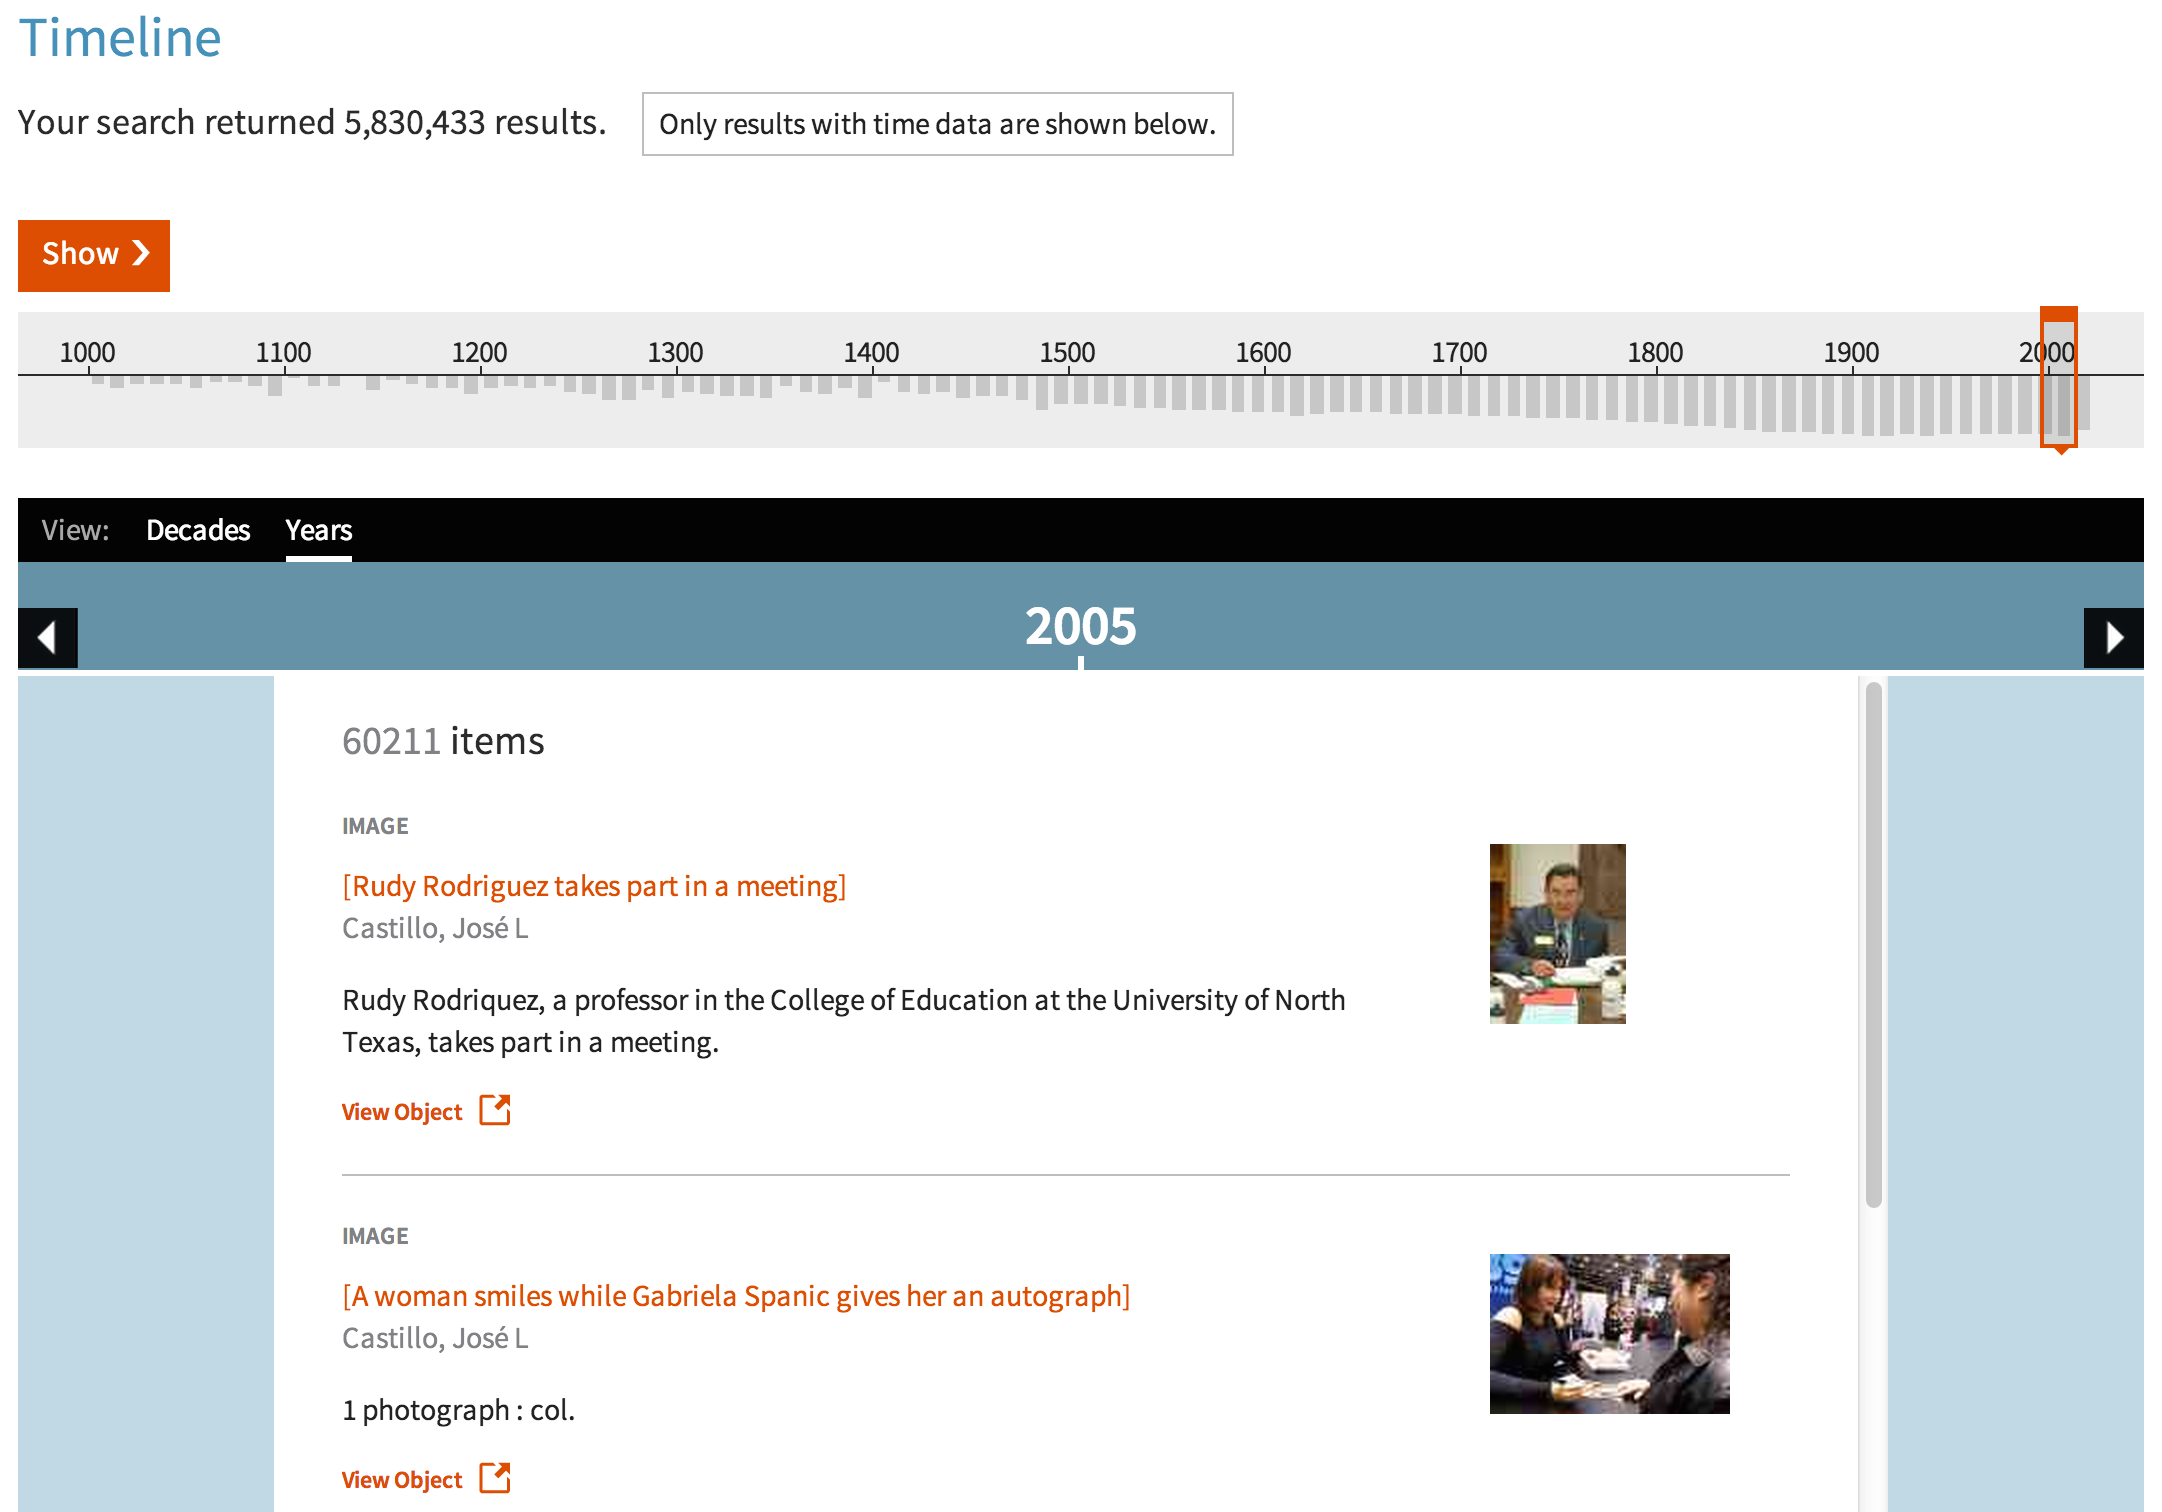 Timeline
Your search returned 5,830,433 results.
Only results with time data are shown below.
Show
1000 1100 1200 1300 1400 1500 1600 1700 1800 1900 2000
View: Decades Years
2005
60211 items
IMAGE
[Rudy Rodriguez takes part in a meeting]
Castillo, José L
Rudy Rodriquez, a professor in the College of Education at the University of North
Texas, takes part in a meeting.
View Object
IMAGE
[A woman smiles while Gabriela Spanic gives her an autograph]
Castillo, José L
1 photograph : col.
View Object